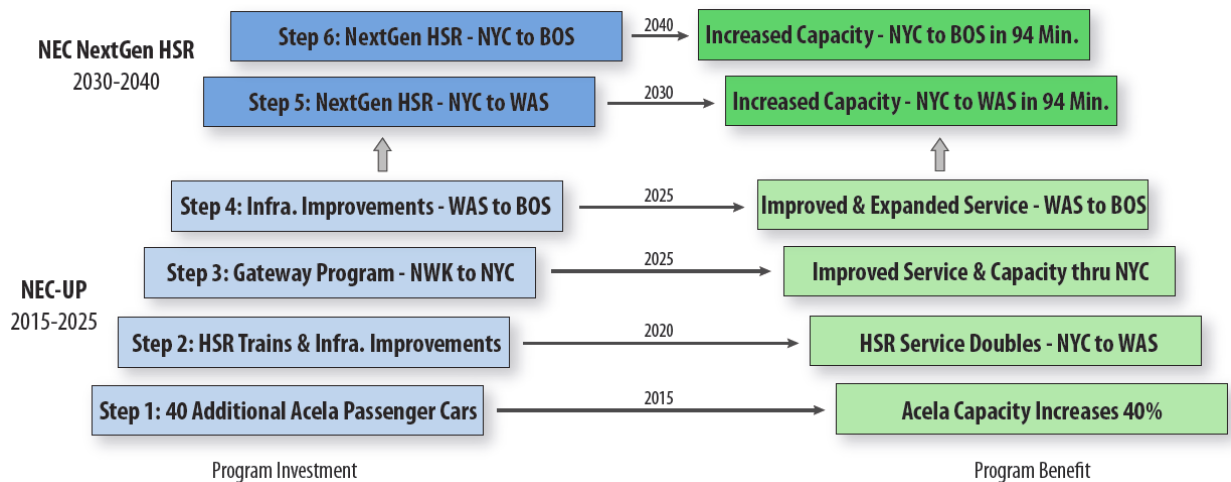 NEC NextGen HSR
2030-2040
Step 6: NextGen HSR - NYC to BOS
2040
Increased Capacity - NYC to BOS in 94 Min.
Step 5: NextGen HSR - NYC to WAS
2030
Increased Capacity - NYC to WAS in 94 Min.
NEC-UP
2015-2025
Step 4: Infra. Improvements - WAS to BOS
2025
Improved & Expanded Service - WAS to BOS
Step 3: Gateway Program - NWK to NYC
2025
Improved Service & Capacity thru NYC
Step 2: HSR Trains & Infra. Improvements
2020
HSR Service Doubles - NYC to WAS
Step 1: 40 Additional Acela Passenger Cars
2015
Acela Capacity Increases 40%
Program Investment
Program Benefit